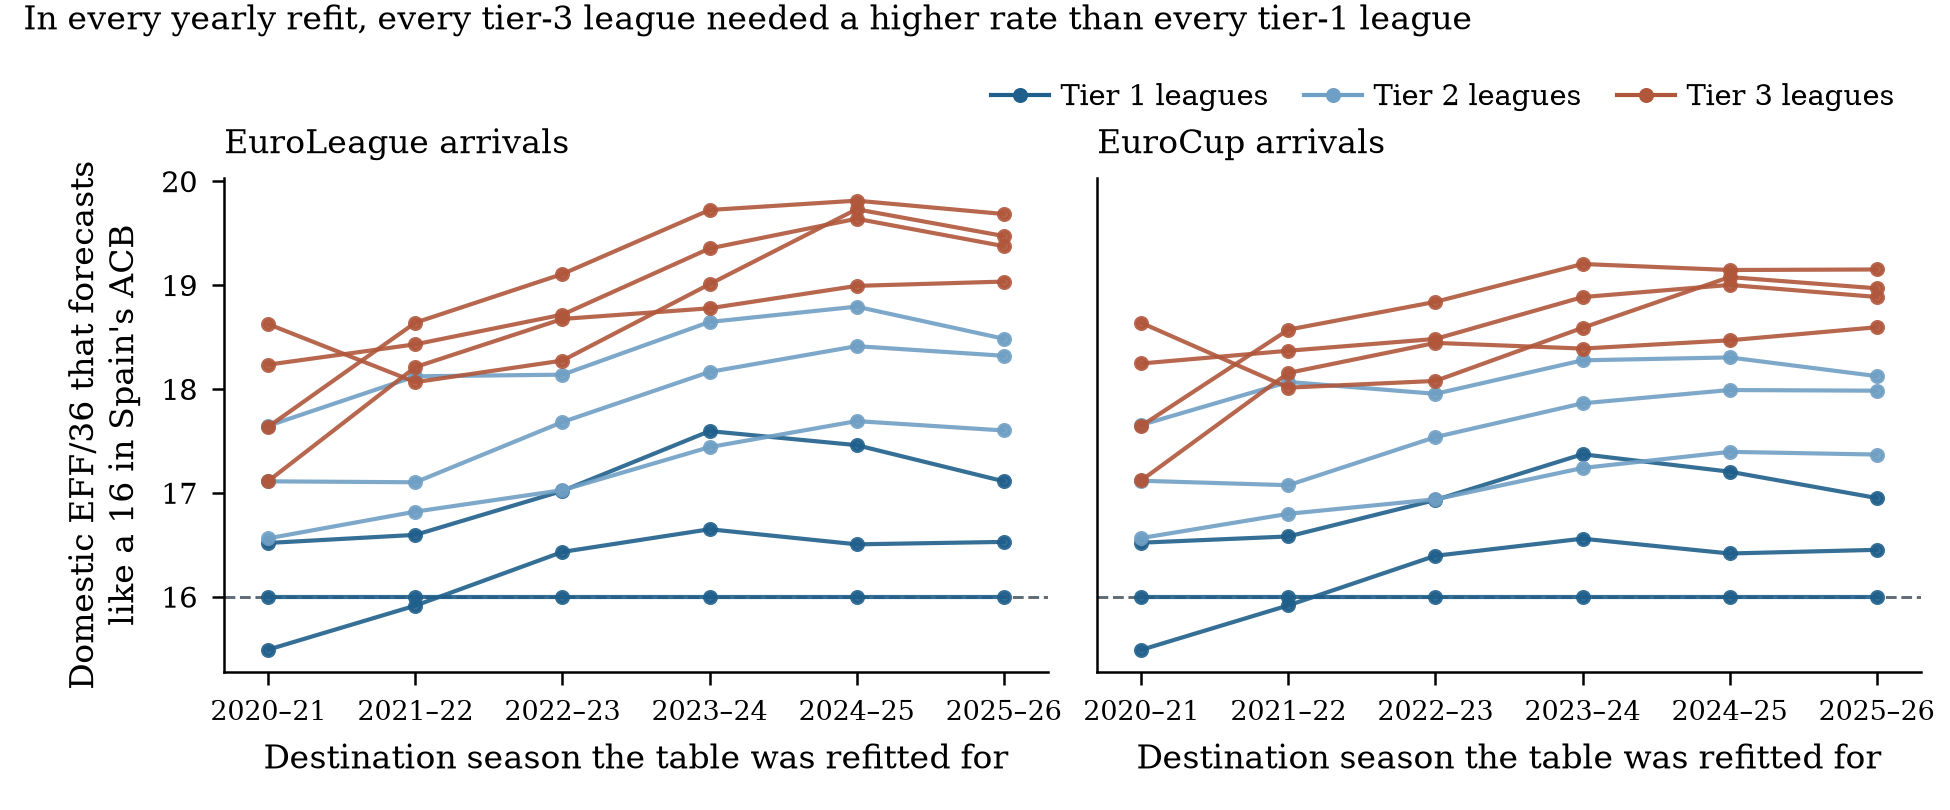 In every yearly refit, every tier-3 league needed a higher rate than every tier-1 league
Tier 1 leagues
Tier 2 leagues
Tier 3 leagues
EuroLeague arrivals
EuroCup arrivals
Domestic EFF/36 that forecasts
like a 16 in Spain's ACB
20
19
18
17
16
2020–21
2021–22
2022–23
2023–24
2024–25
2025–26
2020–21
2021–22
2022–23
2023–24
2024–25
2025–26
Destination season the table was refitted for
Destination season the table was refitted for